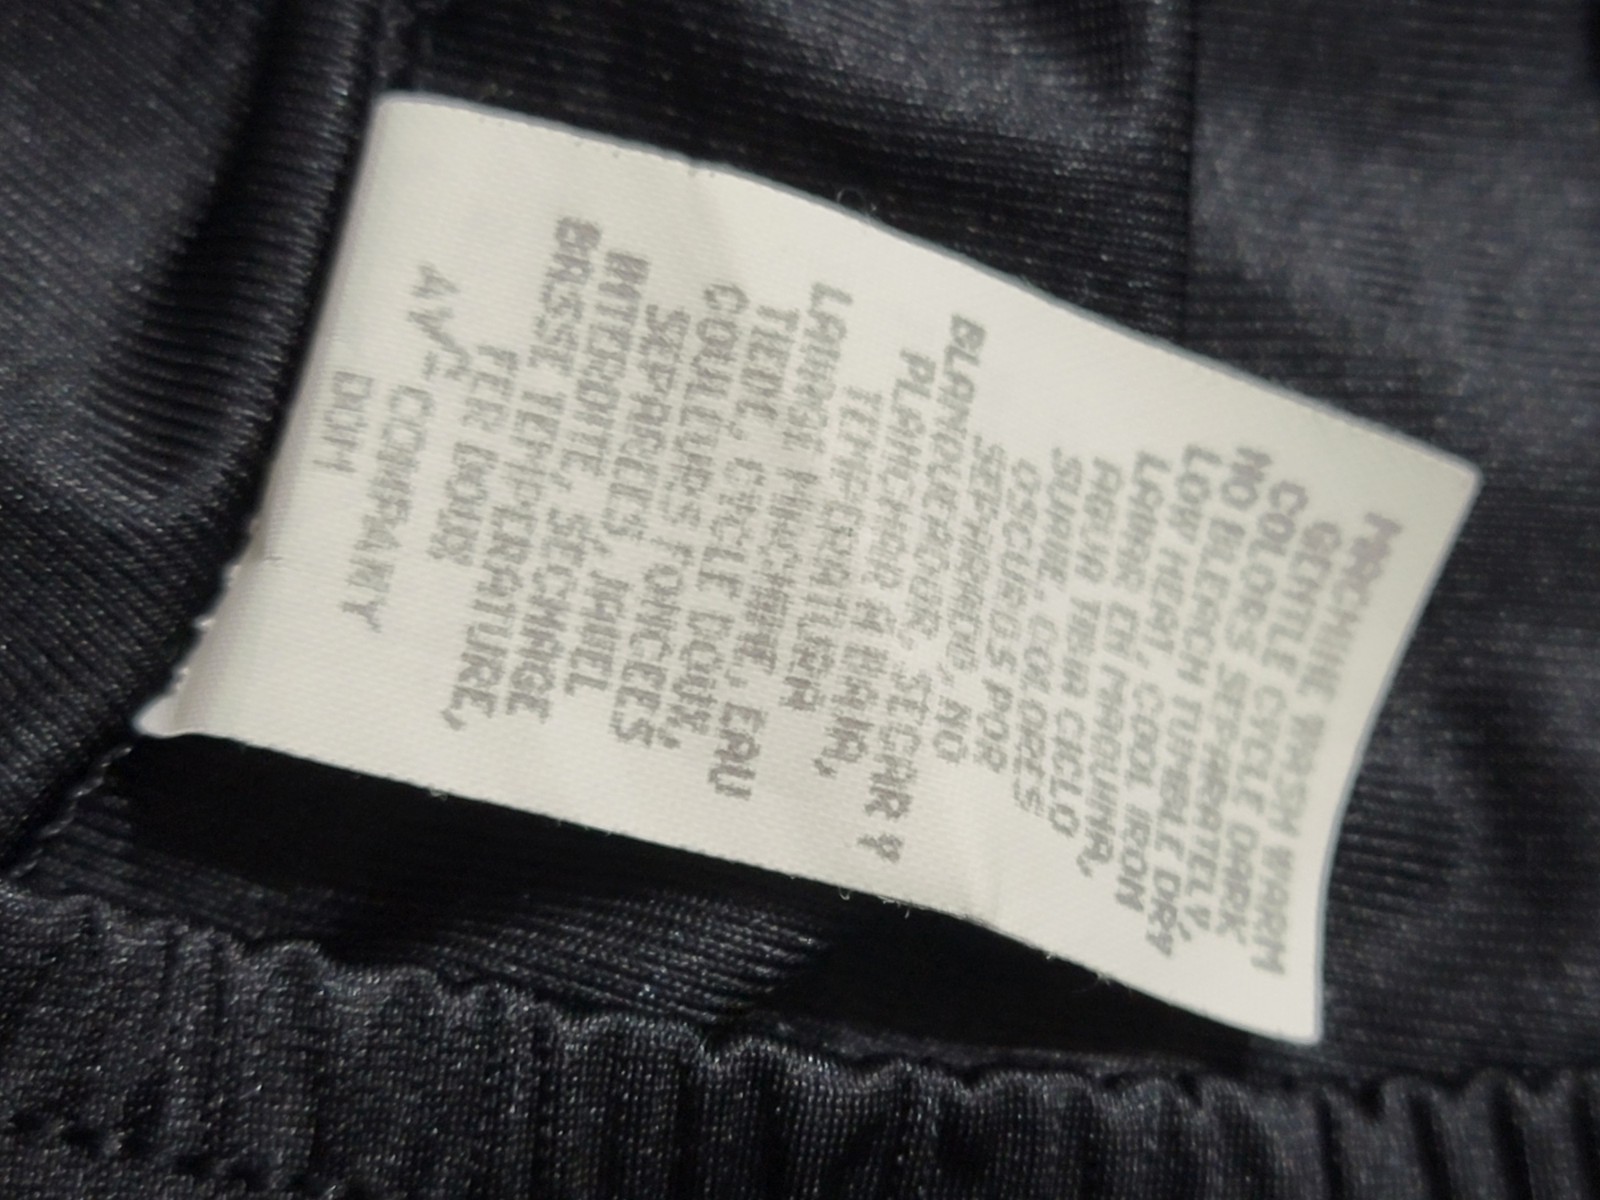 MACHINE WASH WARM
GENTLE CYCLE DARK
COLORS SEPARATELY,
NO BLEACH TUMBLE DRY
LOW HEAT, COOL IRON
LAVAR EN MAQUINA,
AGUA TIBIA CICLO
SUAVE, COLORES
OSCUROS POR
SEPARADO, NO
BLANQUEADOR, SECAR Y
PLANCHAR A BAJA
TEMPERATURA
LAVAGE MACHINE, EAU
TIEDE, CYCLE DOUX,
COULEURS FONCEES
SEPAREES, JAVEL
INTERDITE, SECHAGE
BASSE TEMPERATURE,
FER DOUX
COMPANY
DOM